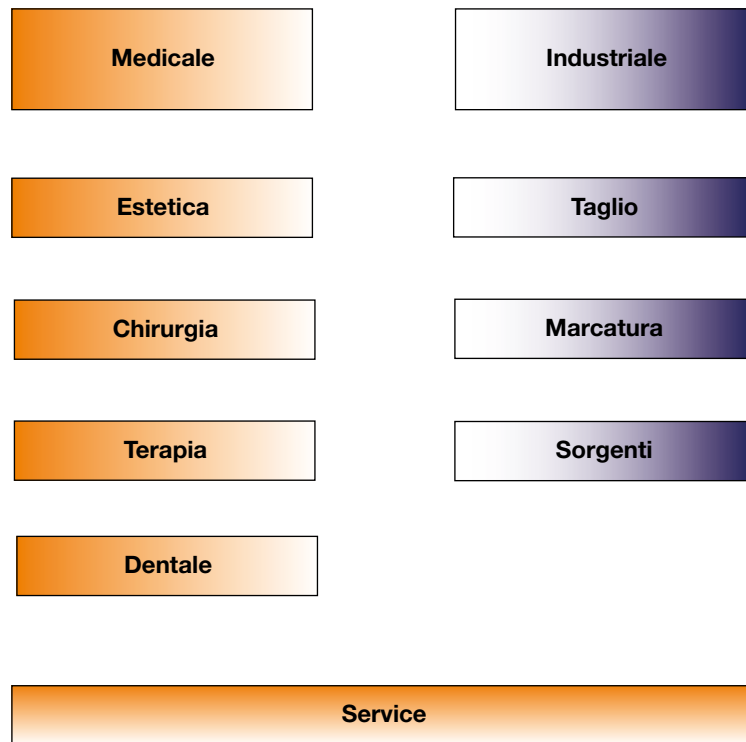 Medicale
Industriale
Estetica
Taglio
Chirurgia
Marcatura
Terapia
Sorgenti
Dentale
Service